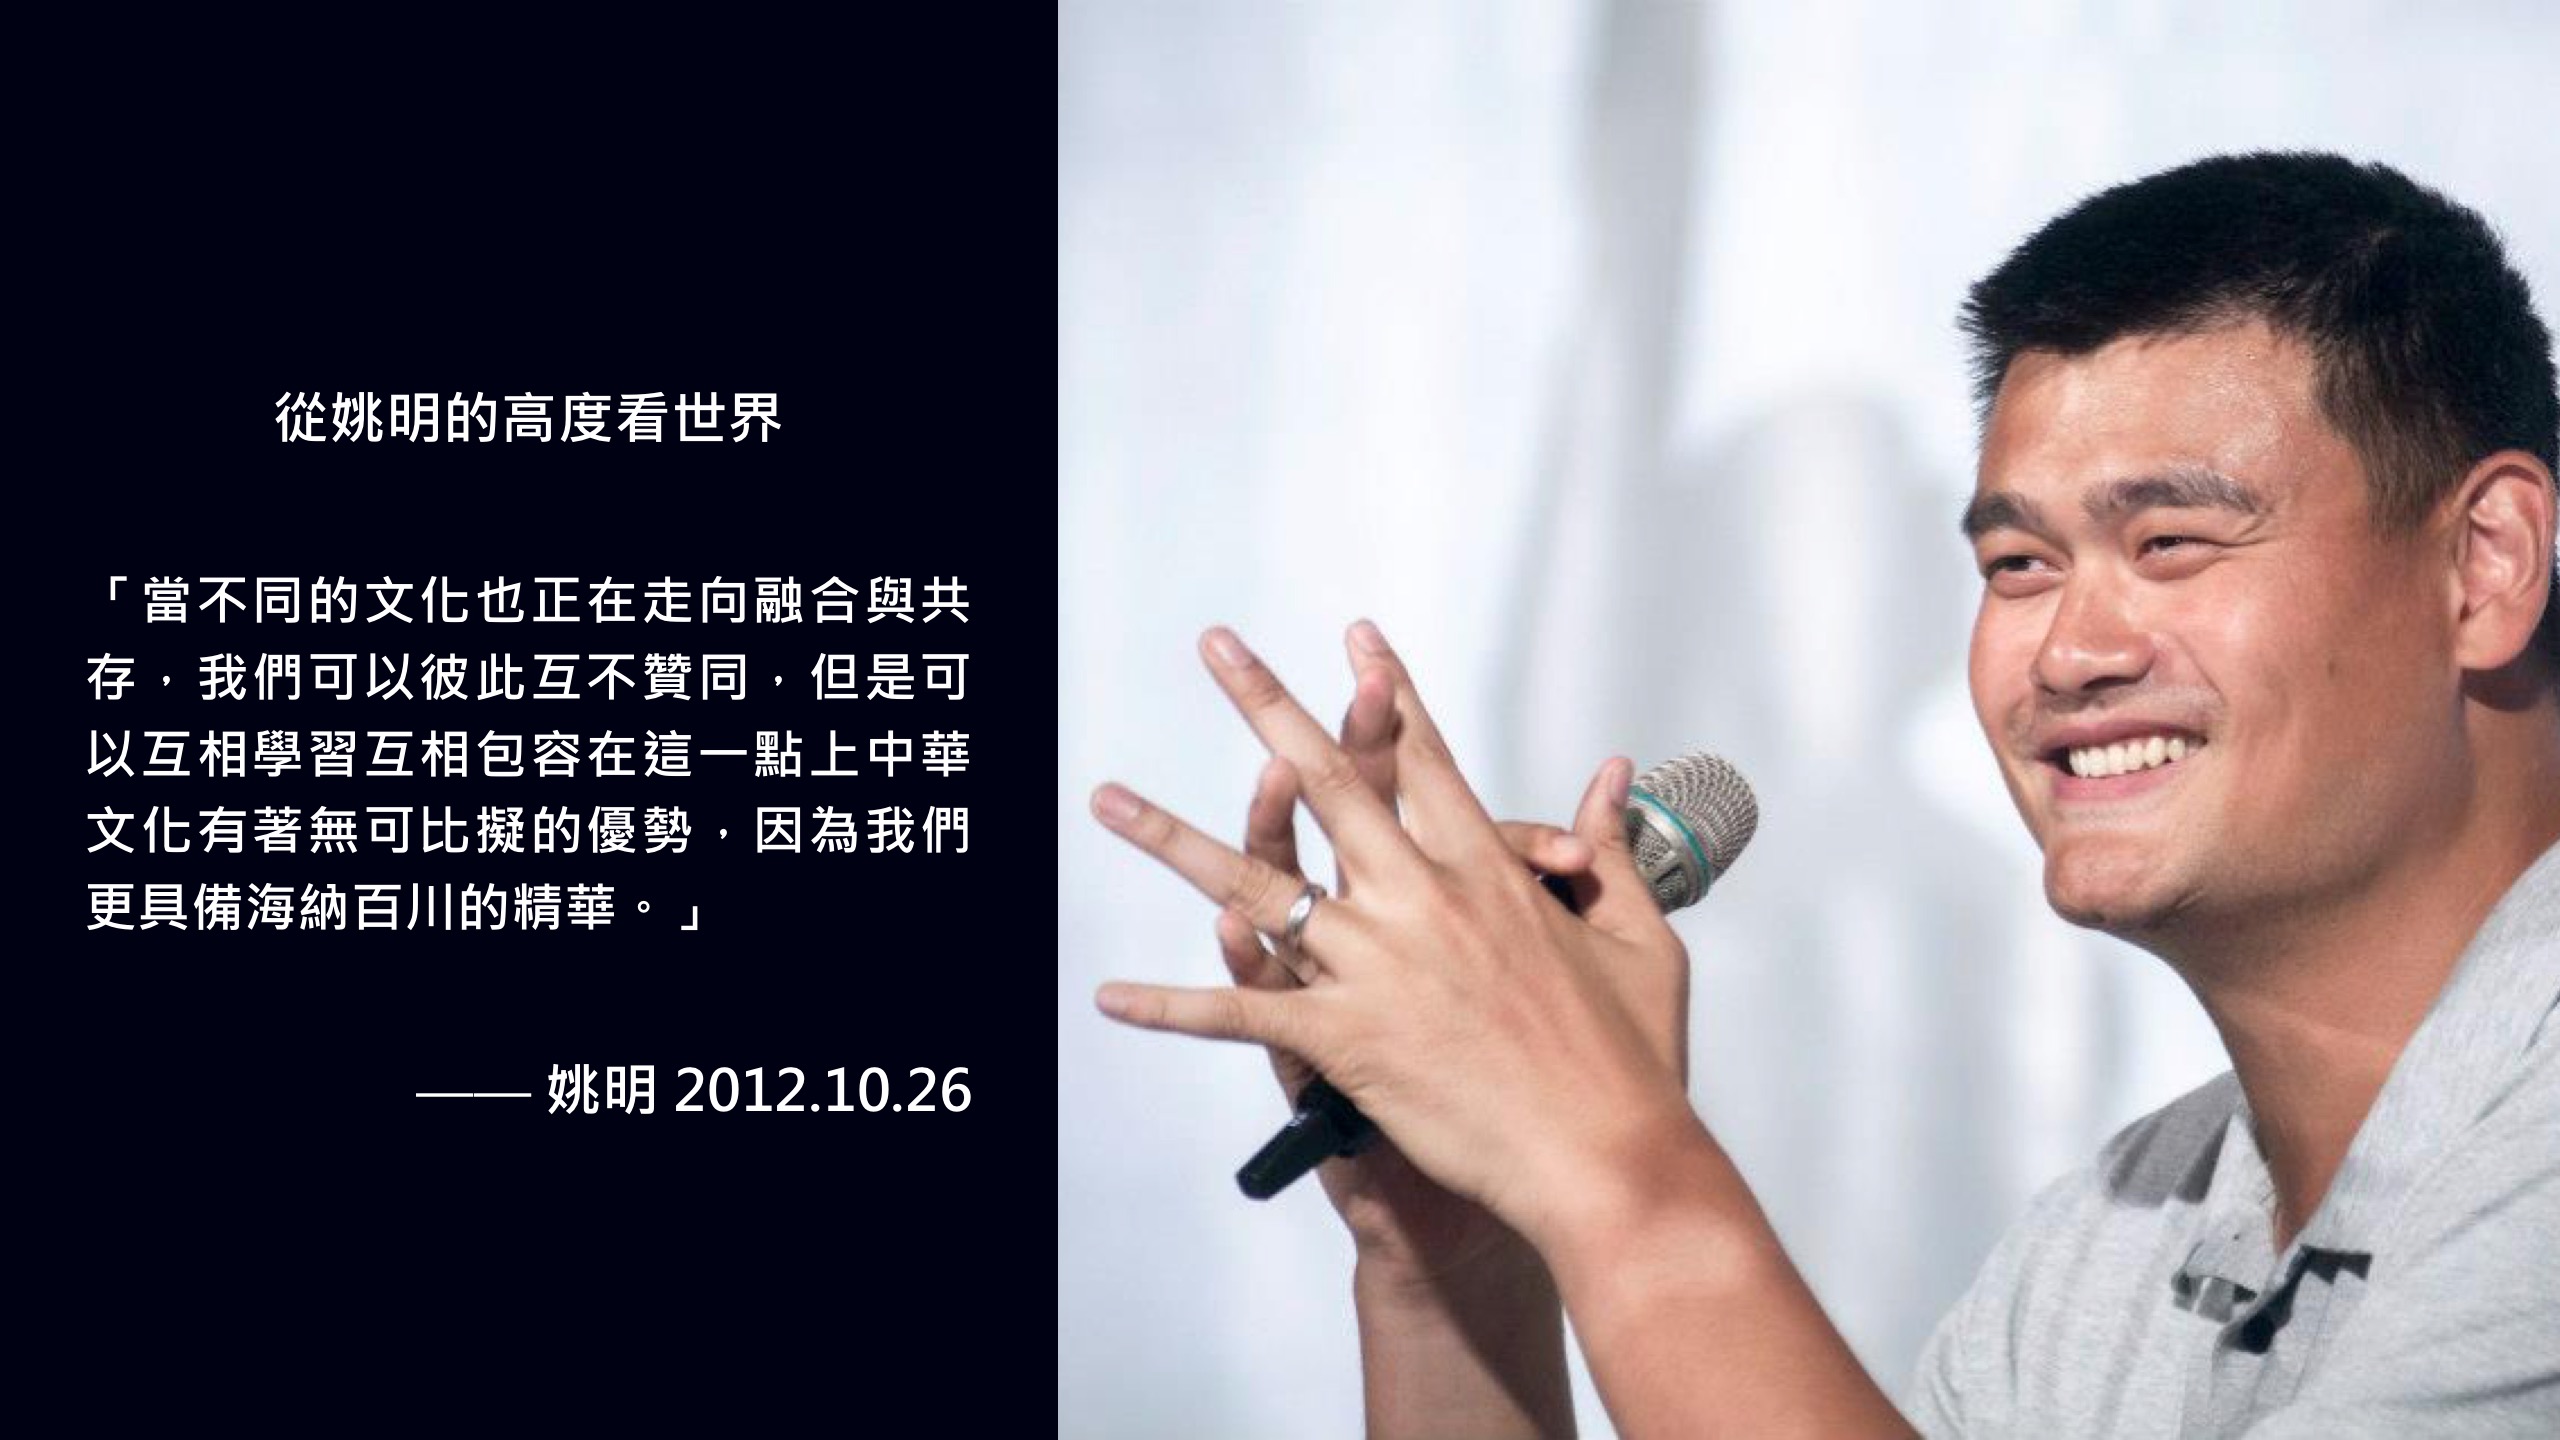 從姚明的高度看世界
「當不同的文化也正在走向融合與共
存，我們可以彼此互不贊同，但是可
以互相學習互相包容在這一點上中華
文化有著無可比擬的優勢，因為我們
更具備海納百川的精華。」
—— 姚明 2012.10.26